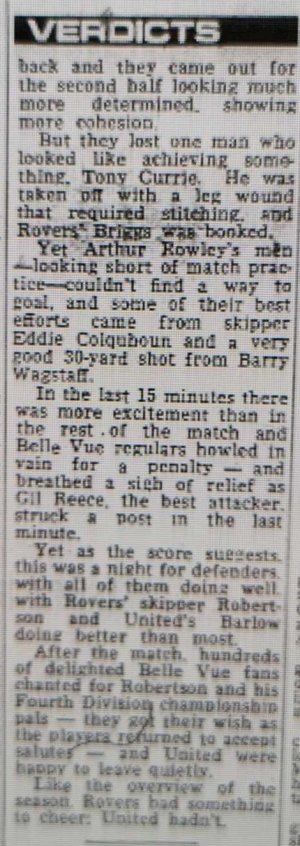 VERDICTS
back and they came out for
the second half looking much
more determined, showing
more cohesion.
But they lost one man who
looked like achieving some-
thing, Tony Currie. He was
taken off with a leg wound
that required stitching, and
Rovers' Briggs was booked.
Yet Arthur Rowley's men
—looking short of match prac-
tice—couldn't find a way to
goal, and some of their best
efforts came from skipper
Eddie Colquhoun and a very
good 30-yard shot from Barry
Wagstaff.
In the last 15 minutes there
was more excitement than in
the rest of the match and
Belle Vue regulars howled in
vain for a penalty — and
breathed a sigh of relief as
Gil Reece, the best attacker,
struck a post in the last
minute.
Yet as the score suggests,
this was a night for defenders,
with all of them doing well,
with Rovers' skipper Robert-
son and United's Barlow
doing better than most.
After the match, hundreds
of delighted Belle Vue fans
chanted for Robertson and his
Fourth Division championship
pals — they got their wish as
the players returned to accept
salutes — and United were
happy to leave quietly.
Like the overview of the
season, Rovers had something
to cheer; United hadn't.